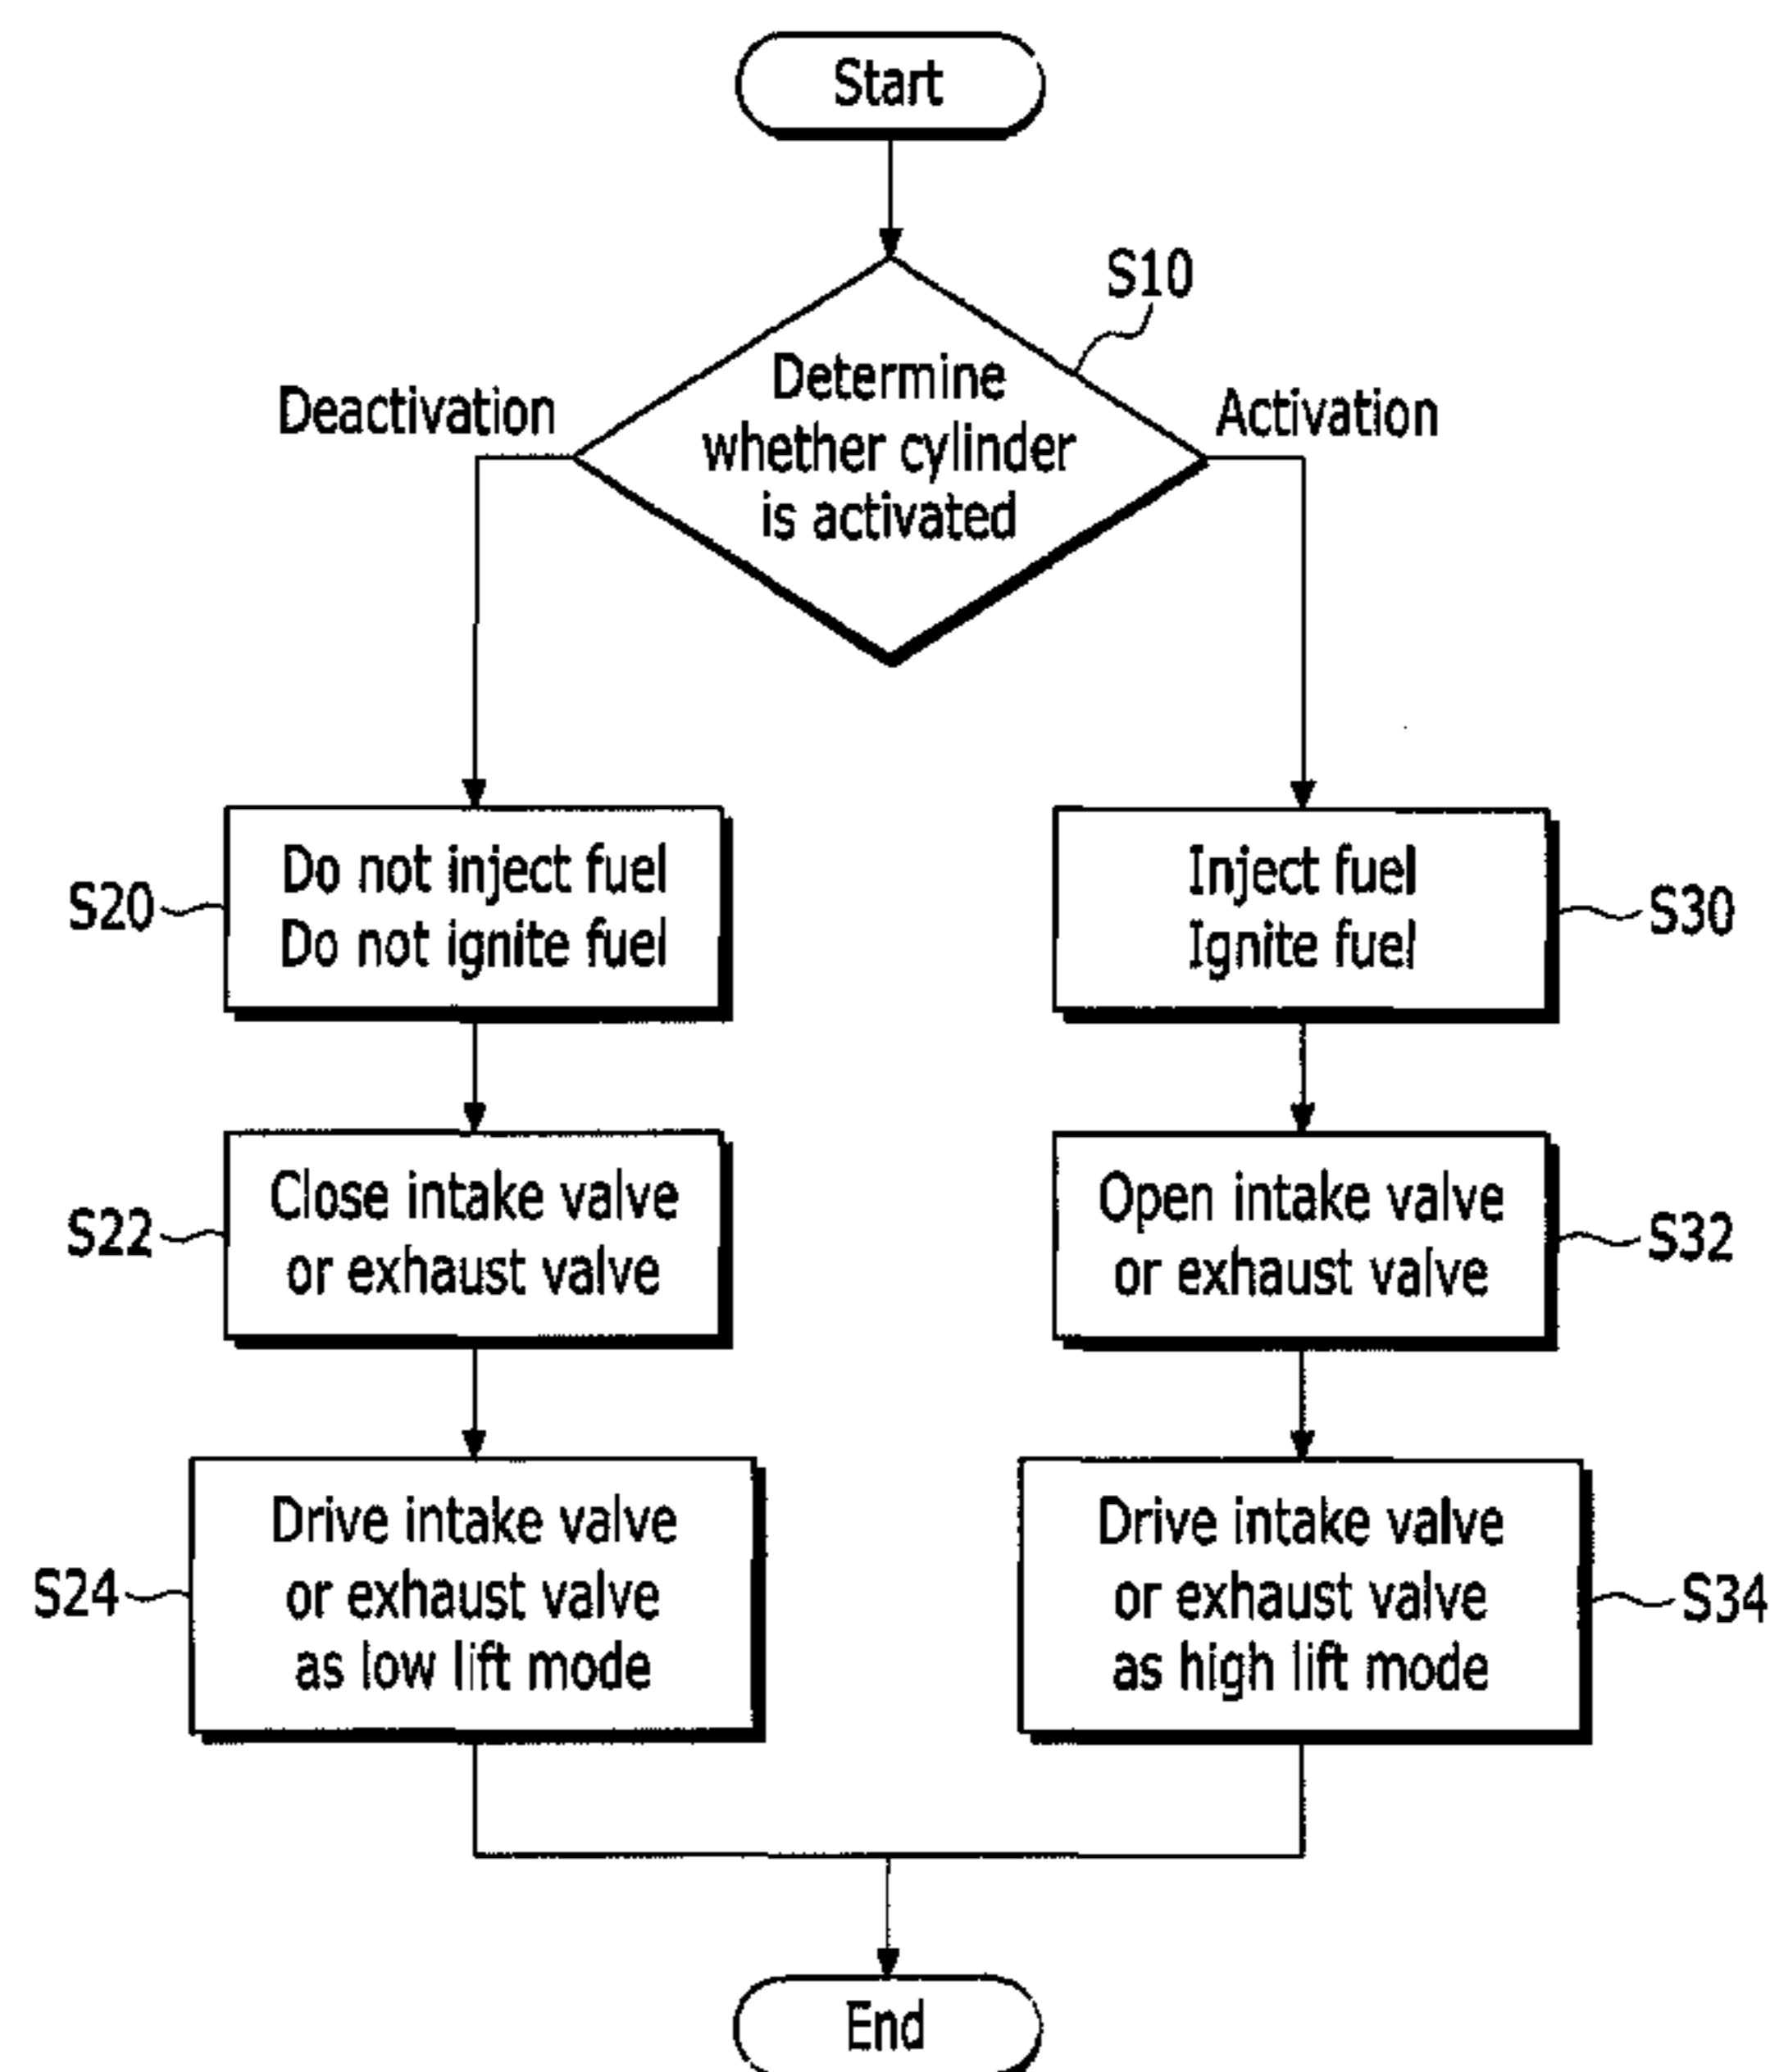 Start
S10
Determine
whether cylinder
is activated
Deactivation
Activation
Do not inject fuel
Do not ignite fuel
S20
Inject fuel
Ignite fuel
S30
Close intake valve
or exhaust valve
S22
Open intake valve
or exhaust valve
S32
Drive intake valve
or exhaust valve
as low lift mode
S24
Drive intake valve
or exhaust valve
as high lift mode
S34
End